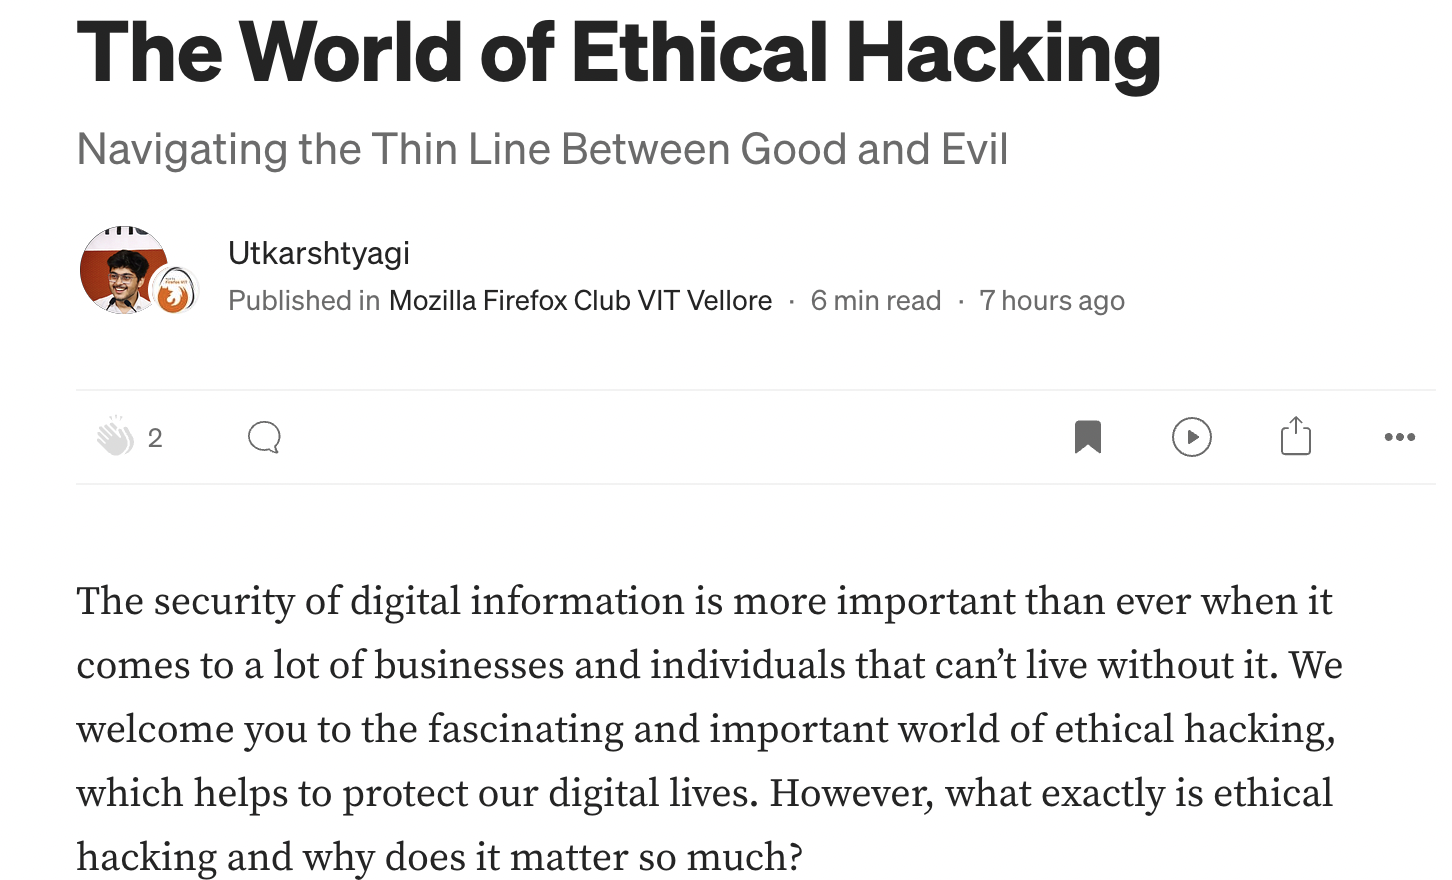 The World of Ethical Hacking
Navigating the Thin Line Between Good and Evil
Utkarshtyagi
Published in Mozilla Firefox Club VIT Vellore · 6 min read · 7 hours ago
2
The security of digital information is more important than ever when it
comes to a lot of businesses and individuals that can’t live without it. We
welcome you to the fascinating and important world of ethical hacking,
which helps to protect our digital lives. However, what exactly is ethical
hacking and why does it matter so much?